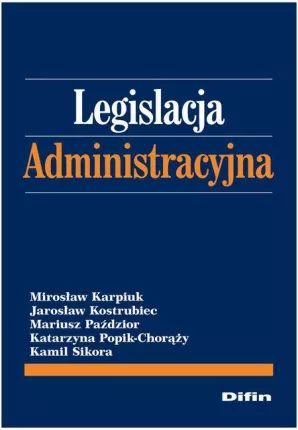 Legislacja
Administracyjna
Mirosław Karpiuk
Jarosław Kostrubiec
Mariusz Paździor
Katarzyna Popik-Chorąży
Kamil Sikora
Difin